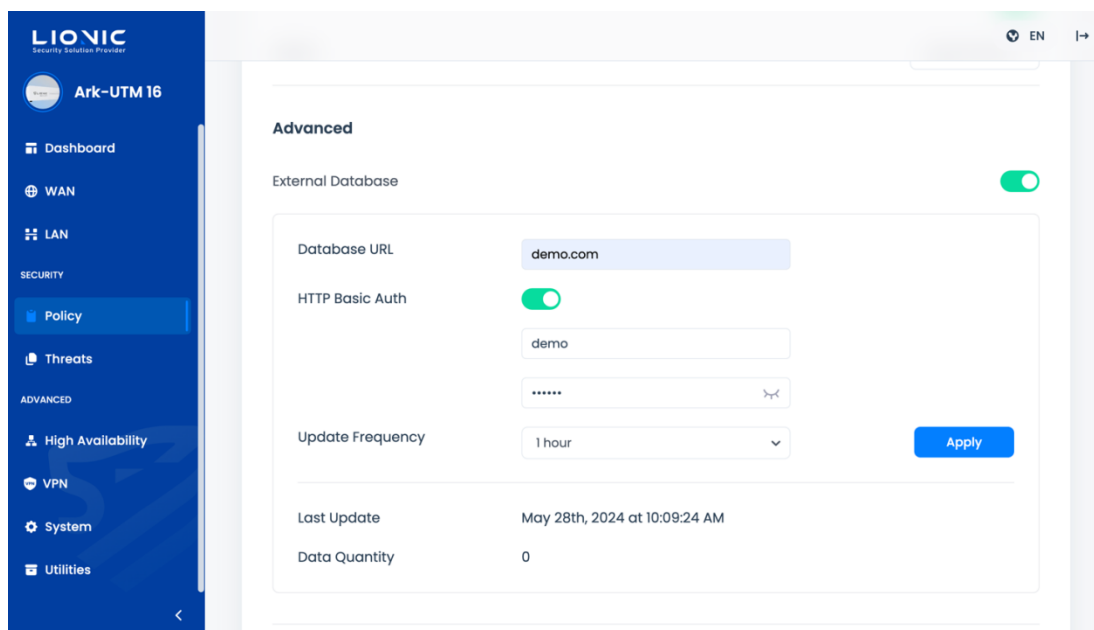 LIONIC
Security Solution Provider
EN
Ark-UTM 16
Dashboard
WAN
LAN
SECURITY
Policy
Threats
ADVANCED
High Availability
VPN
System
Utilities
Advanced
External Database
Database URL
demo.com
HTTP Basic Auth
demo
••••••
Update Frequency
1 hour
Apply
Last Update
May 28th, 2024 at 10:09:24 AM
Data Quantity
0